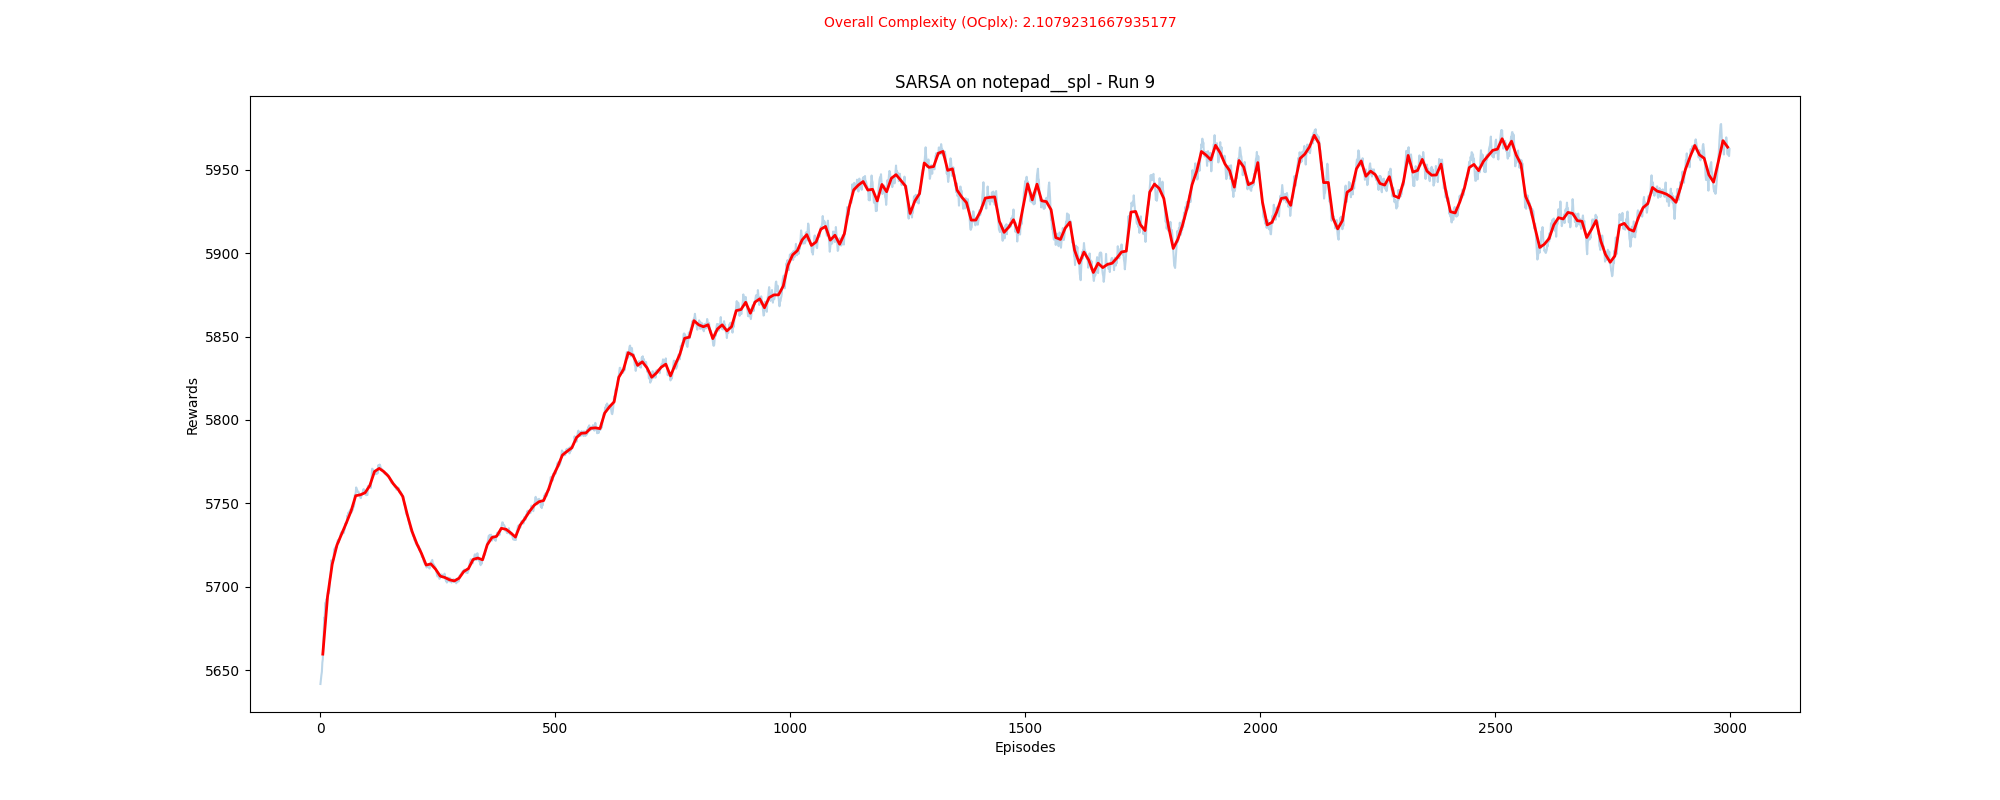 Overall Complexity (OCplx): 2.1079231667935177
SARSA on notepad__spl - Run 9
Rewards
5950
5900
5850
5800
5750
5700
5650
0 500 1000 1500 2000 2500 3000
Episodes